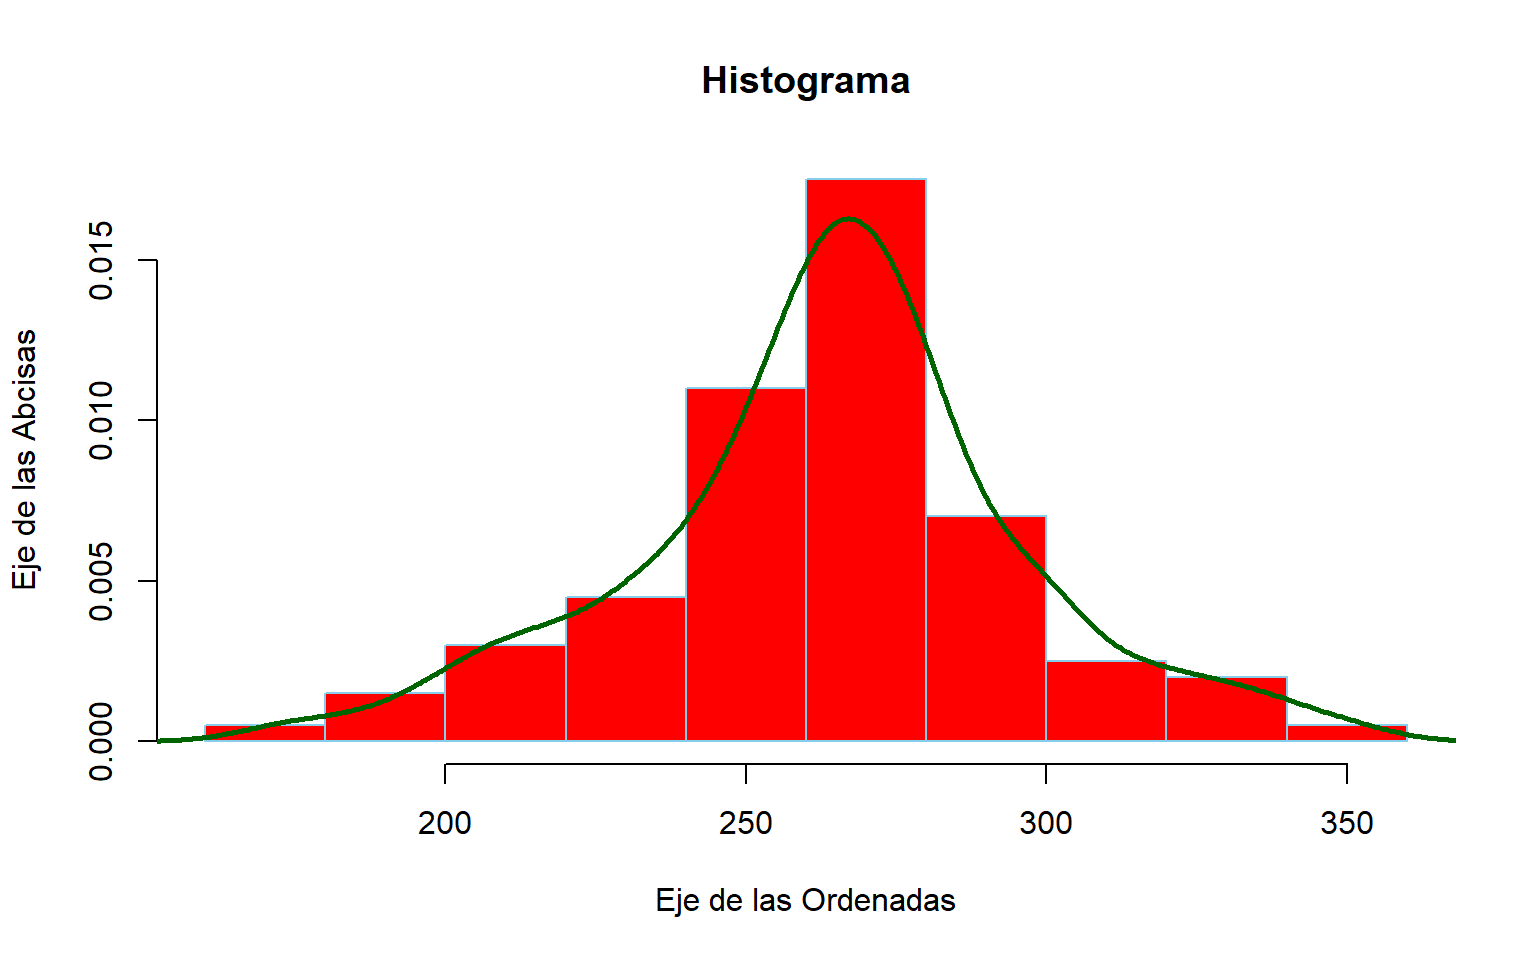 Histograma
Eje de las Abcisas
0.015
0.010
0.005
0.000
200 250 300 350
Eje de las Ordenadas